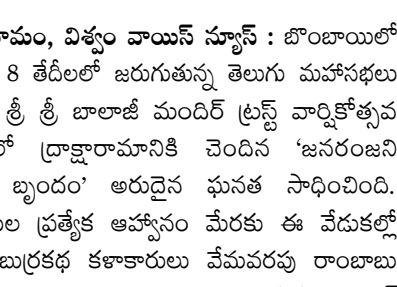 విశ్వం వాయిస్ న్యూస్ : బొంబాయిలో
8 తేదీలలో జరుగుతున్న తెలుగు మహాసభలు
శ్రీ శ్రీ బాలాజీ మందిర్ ట్రస్ట్ వార్షికోత్సవ
ద్రాక్షారామానికి చెందిన ‘జనరంజని
బృందం’ అరుదైన ఘనత సాధించింది.
ప్రత్యేక ఆహ్వానం మేరకు ఈ వేడుకల్లో
బుర్రకథ కళాకారులు వేమవరపు రాంబాబు